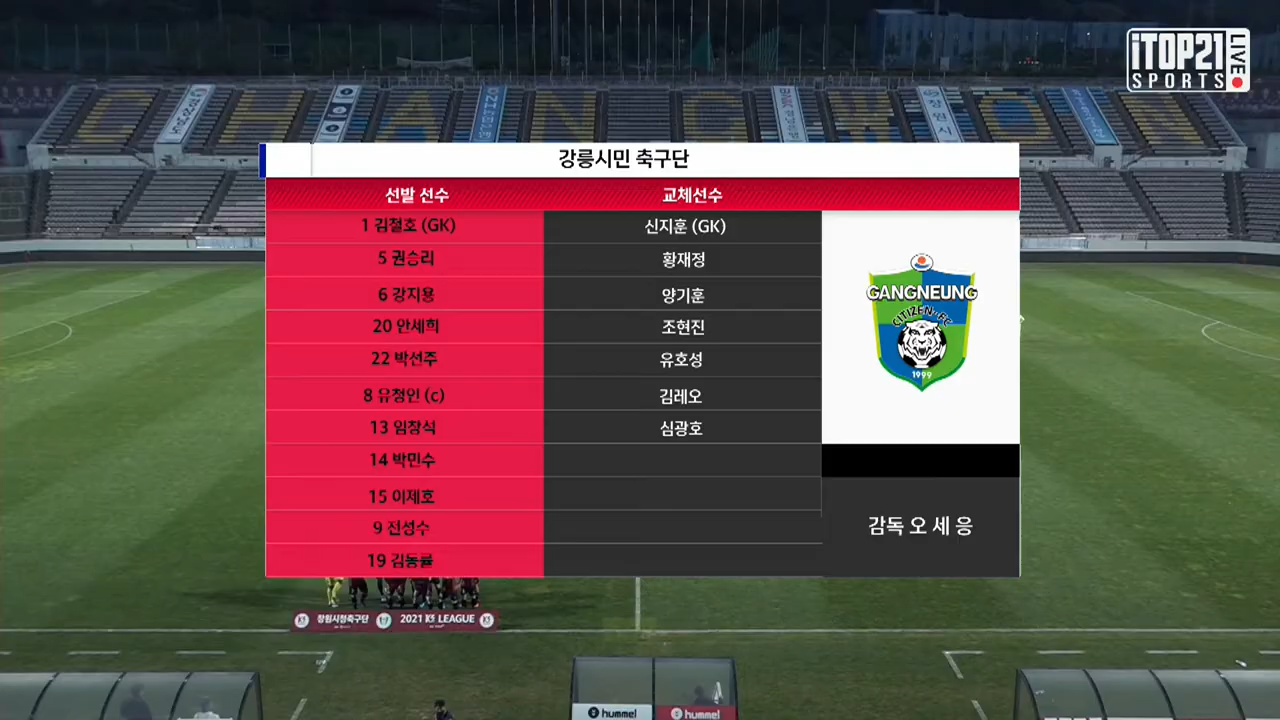 iTOP21
SPORTS
LIVE
CHANGWON
강릉시민 축구단
선발 선수
교체선수
1 김철호 (GK)
신지훈 (GK)
5 권승리
황재정
6 강지용
양기훈
20 안세희
조현진
22 박선주
유호성
8 유청인 (c)
김레오
13 임창석
심광호
14 박민수
15 이제호
9 전성수
19 김동률
GANGNEUNG
CITIZEN FC
1999
감독 오 세 응
창원시청축구단
2021 K3 LEAGUE
hummel
hummel